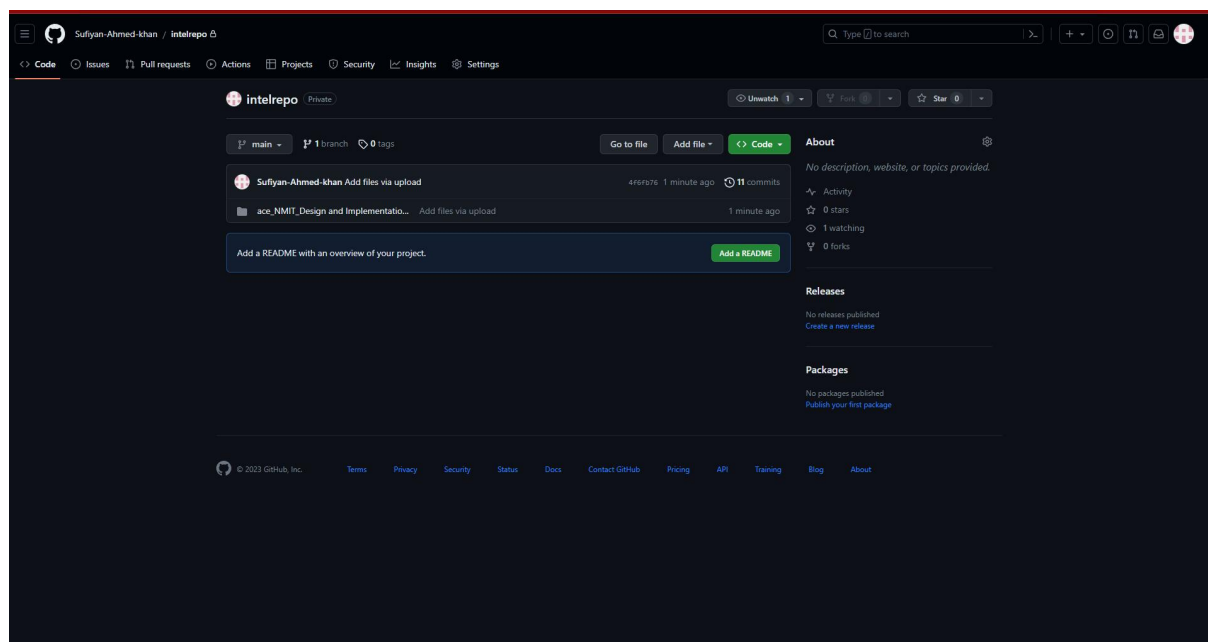 Sufiyan-Ahmed-khan / intelrepo
Type / to search
Code Issues Pull requests Actions Projects Security Insights Settings
intelrepo Private
Unwatch 1 Fork 0 Star 0
main 1 branch 0 tags Go to file Add file Code
Sufiyan-Ahmed-khan Add files via upload 4f6fb76 1 minute ago 11 commits
ace_NMIT_Design and Implementatio... Add files via upload 1 minute ago
Add a README with an overview of your project. Add a README
About
No description, website, or topics provided.
Activity
0 stars
1 watching
0 forks
Releases
No releases published
Create a new release
Packages
No packages published
Publish your first package
© 2023 GitHub, Inc. Terms Privacy Security Status Docs Contact GitHub Pricing API Training Blog About